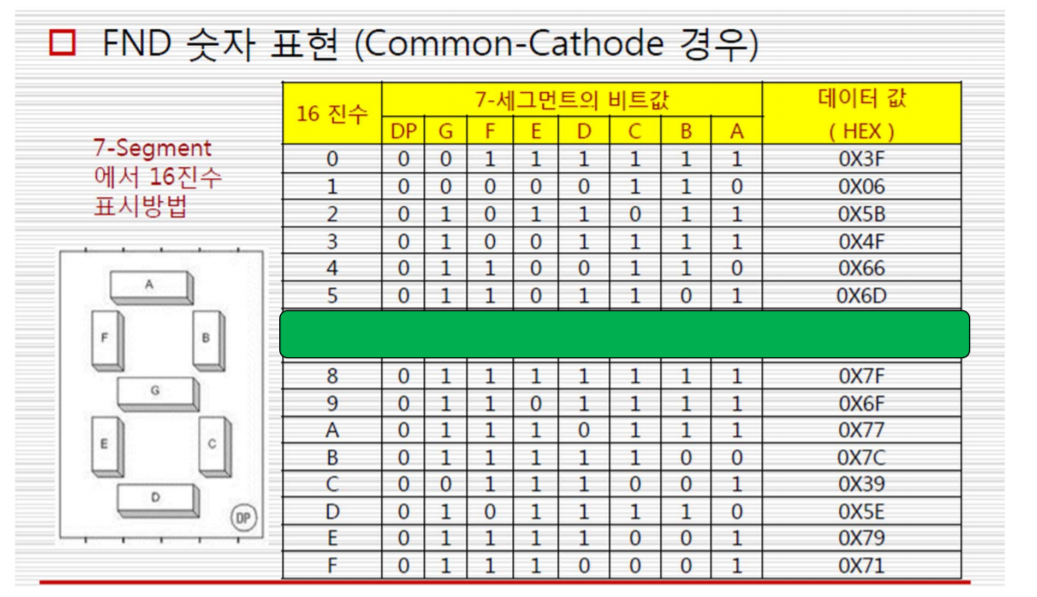 FND 숫자 표현 (Common-Cathode 경우)
7-Segment
에서 16진수
표시방법
A
F B
G
E C
D
DP
16 진수 7-세그먼트의 비트값 데이터 값
DP G F E D C B A ( HEX )
0 0 0 1 1 1 1 1 1 0X3F
1 0 0 0 0 0 1 1 0 0X06
2 0 1 0 1 1 0 1 1 0X5B
3 0 1 0 0 1 1 1 1 0X4F
4 0 1 1 0 0 1 1 0 0X66
5 0 1 1 0 1 1 0 1 0X6D
8 0 1 1 1 1 1 1 1 0X7F
9 0 1 1 0 1 1 1 1 0X6F
A 0 1 1 1 0 1 1 1 0X77
B 0 1 1 1 1 1 0 0 0X7C
C 0 0 1 1 1 0 0 1 0X39
D 0 1 0 1 1 1 1 0 0X5E
E 0 1 1 1 1 0 0 1 0X79
F 0 1 1 1 0 0 0 1 0X71